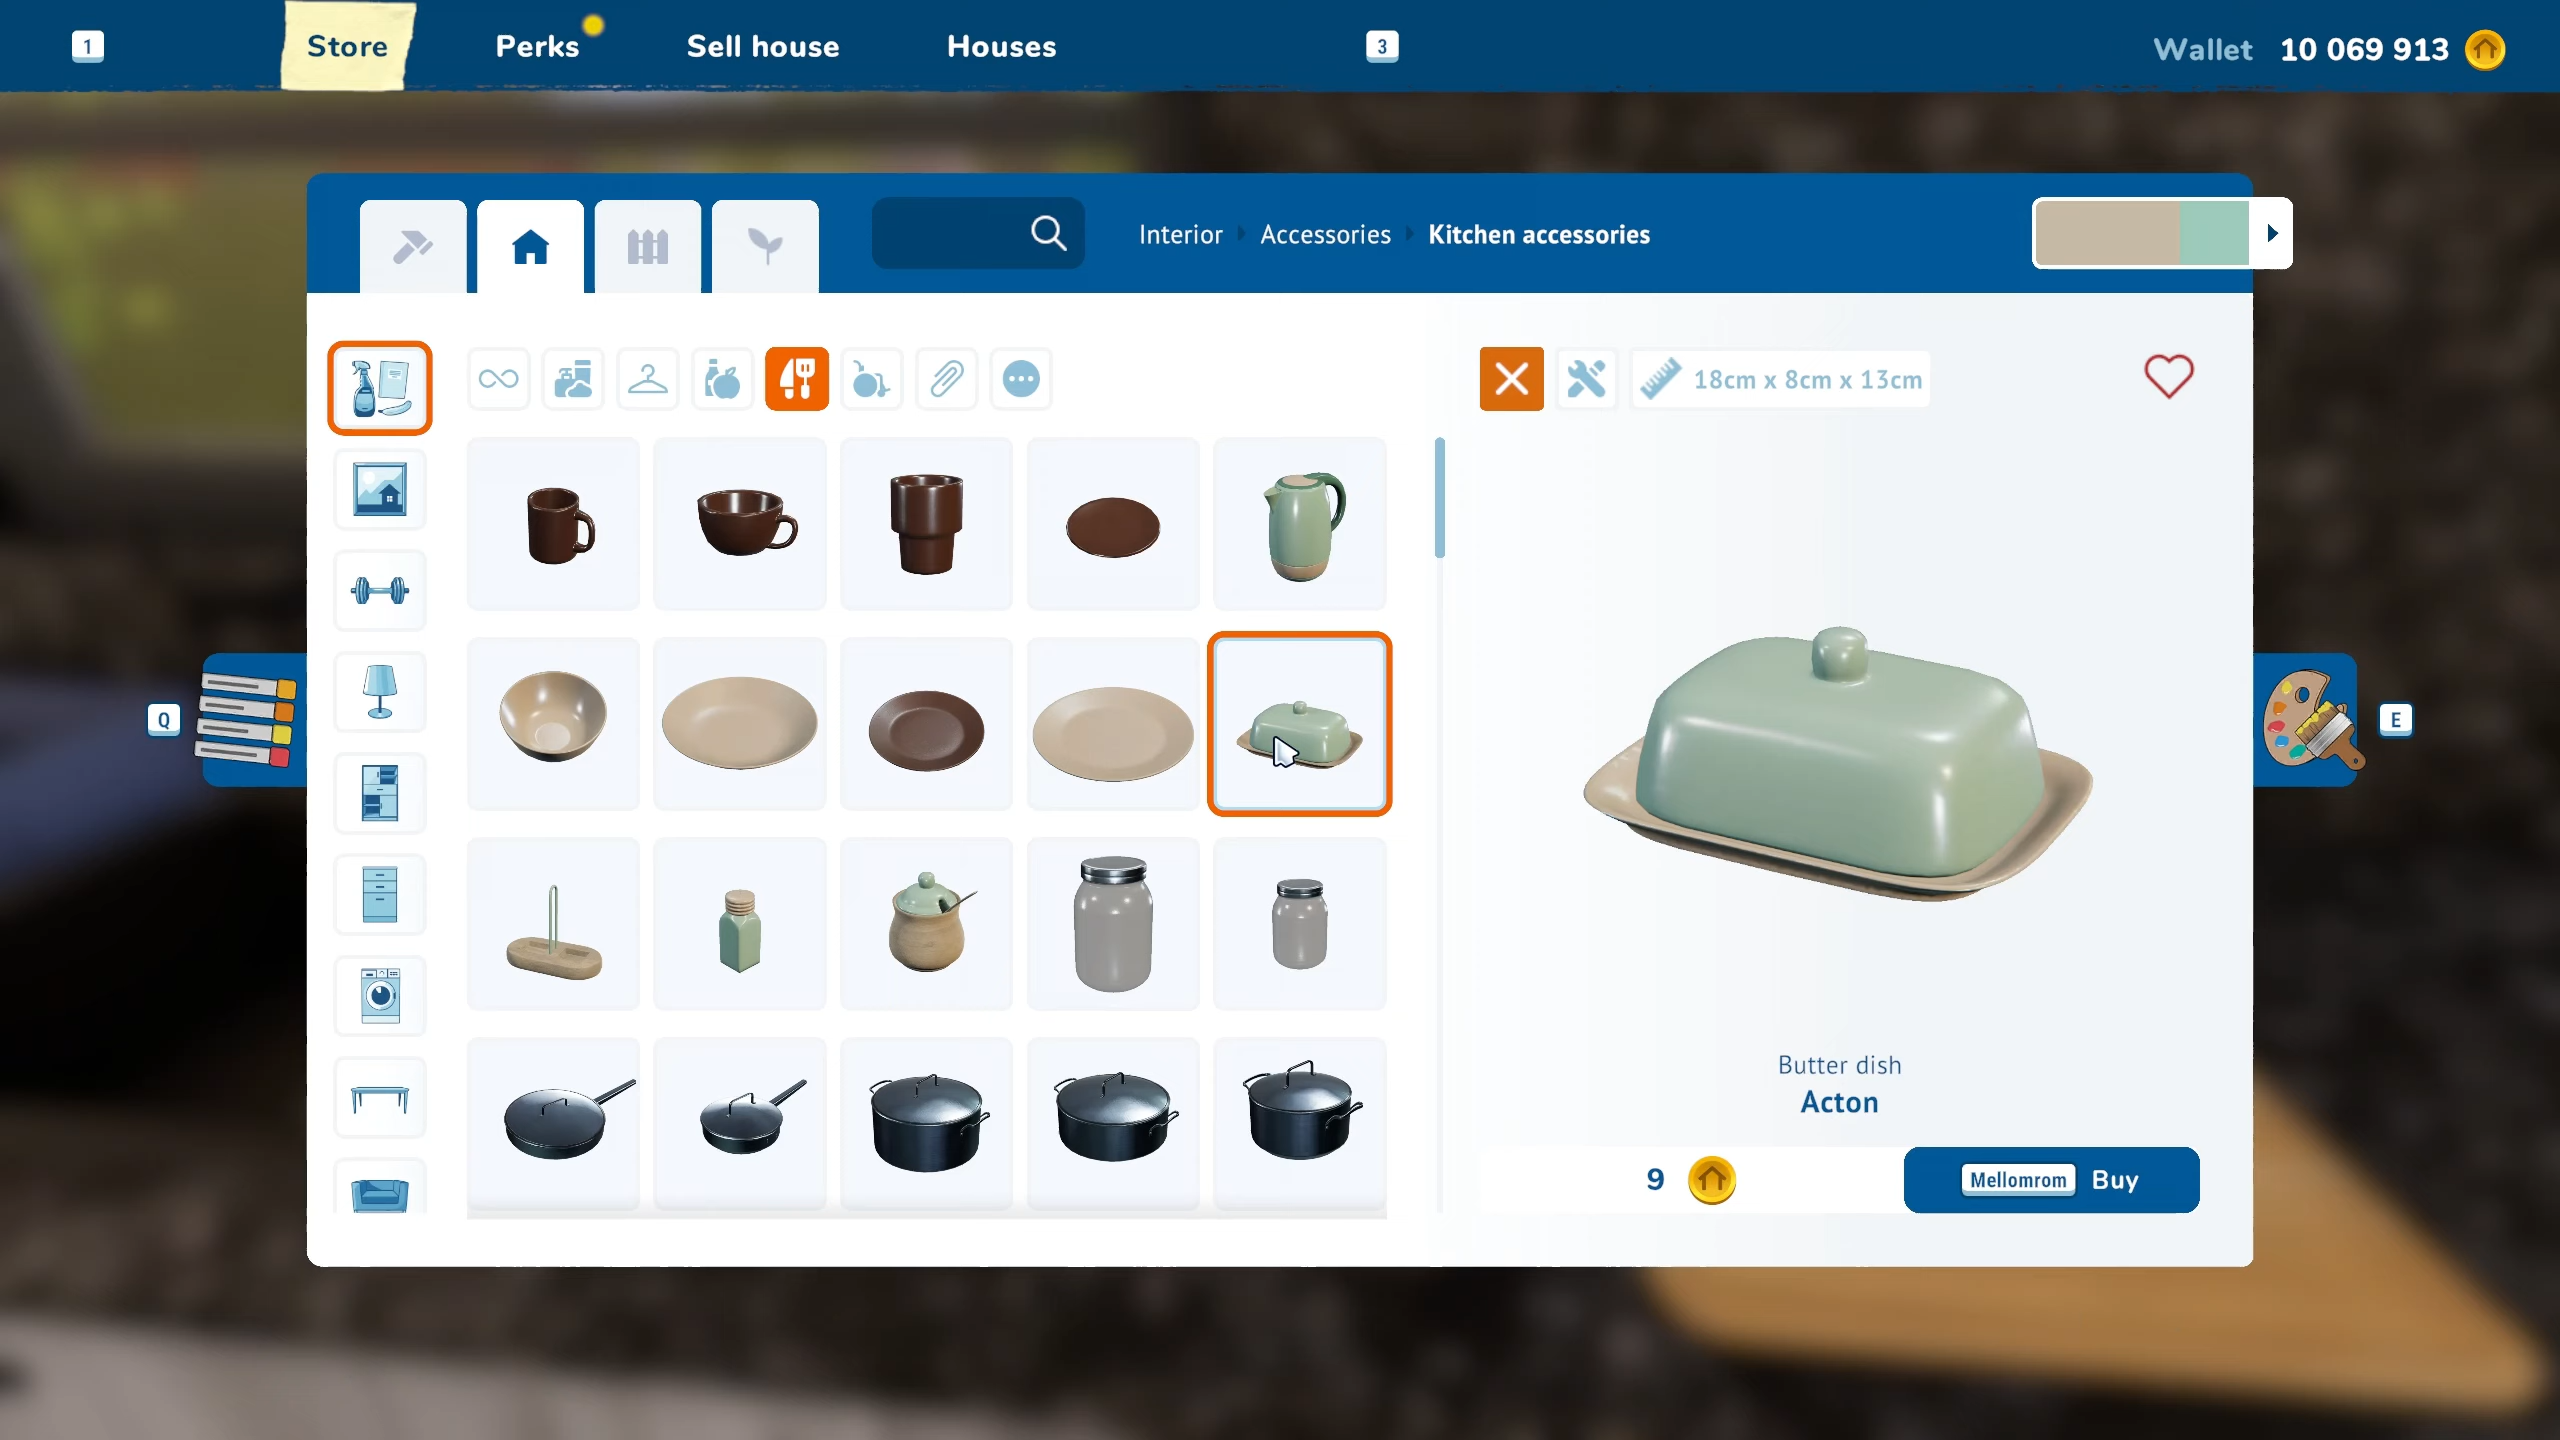 1
Store
Perks
Sell house
Houses
3
Wallet 10 069 913
Interior Accessories Kitchen accessories
18cm x 8cm x 13cm
Q
E
Butter dish
Acton
9
Mellomrom Buy